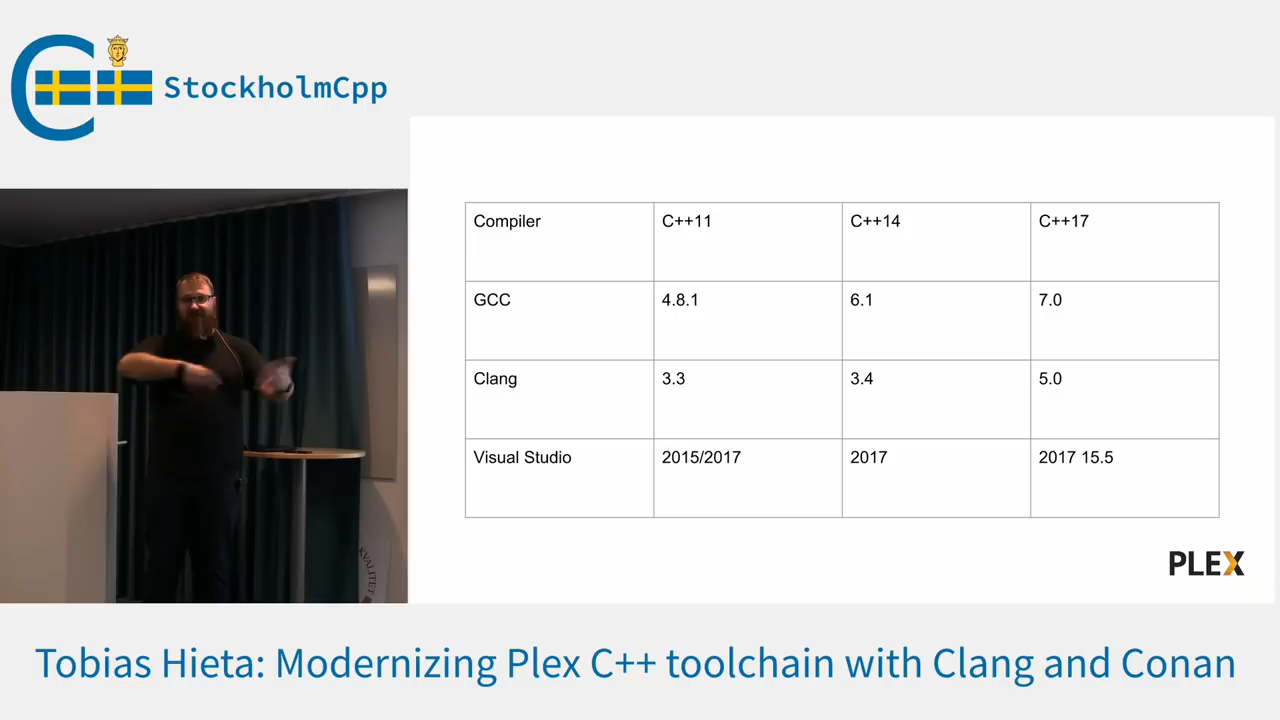 StockholmCpp
Compiler C++11 C++14 C++17
GCC 4.8.1 6.1 7.0
Clang 3.3 3.4 5.0
Visual Studio 2015/2017 2017 2017 15.5
KVALITET
PLEX
Tobias Hieta: Modernizing Plex C++ toolchain with Clang and Conan